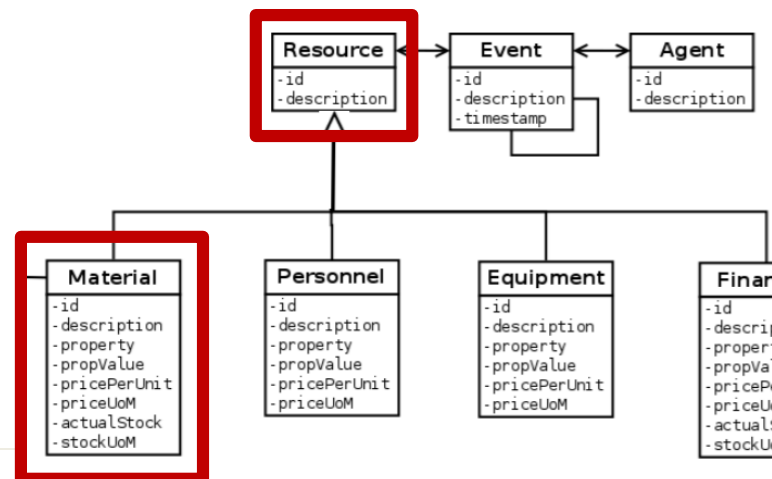 Resource
-id
-description
Event
-id
-description
-timestamp
Agent
-id
-description
Material
-id
-description
-property
-propValue
-pricePerUnit
-priceUoM
-actualStock
-stockUoM
Personnel
-id
-description
-property
-propValue
-pricePerUnit
-priceUoM
Equipment
-id
-description
-property
-propValue
-pricePerUnit
-priceUoM
-id